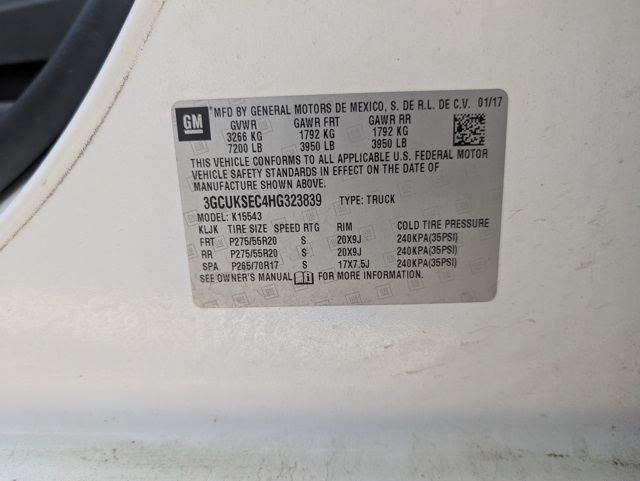 GM *MFD BY GENERAL MOTORS DE MEXICO, S. DE R.L. DE C.V. 01/17
GVWR GAWR FRT GAWR RR
3266 KG 1792 KG 1792 KG
7200 LB 3950 LB 3950 LB
THIS VEHICLE CONFORMS TO ALL APPLICABLE U.S. FEDERAL MOTOR
VEHICLE SAFETY STANDARDS IN EFFECT ON THE DATE OF
*MANUFACTURE SHOWN ABOVE.
3GCUKSEC4HG323839 TYPE: TRUCK
MODEL: K15543
KLJK TIRE SIZE SPEED RTG RIM COLD TIRE PRESSURE
FRT P275/55R20 S 20X9J 240KPA(35PSI)
RR P275/55R20 S 20X9J 240KPA(35PSI)
SPA P265/70R17 S 17X7.5J 240KPA(35PSI)
SEE OWNER'S MANUAL FOR MORE INFORMATION.